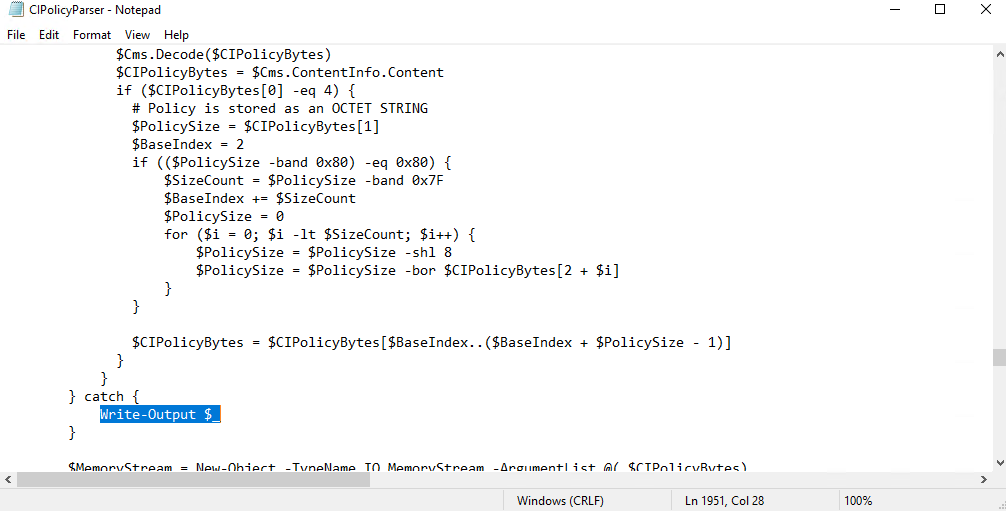 CIPolicyParser - Notepad
File Edit Format View Help
$Cms.Decode($CIPolicyBytes)
$CIPolicyBytes = $Cms.ContentInfo.Content
if ($CIPolicyBytes[0] -eq 4) {
# Policy is stored as an OCTET STRING
$PolicySize = $CIPolicyBytes[1]
$BaseIndex = 2
if (($PolicySize -band 0x80) -eq 0x80) {
$SizeCount = $PolicySize -band 0x7F
$BaseIndex += $SizeCount
$PolicySize = 0
for ($i = 0; $i -lt $SizeCount; $i++) {
$PolicySize = $PolicySize -shl 8
$PolicySize = $PolicySize -bor $CIPolicyBytes[2 + $i]
}
}
$CIPolicyBytes = $CIPolicyBytes[$BaseIndex..($BaseIndex + $PolicySize - 1)]
}
}
} catch {
Write-Output $_
}
$MemoryStream = New-Object -TypeName IO.MemoryStream -ArgumentList @(,$CIPolicyBytes)
Windows (CRLF) Ln 1951, Col 28 100%